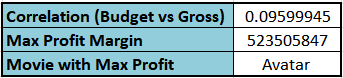 Correlation (Budget vs Gross) 0.09599945
Max Profit Margin 523505847
Movie with Max Profit Avatar